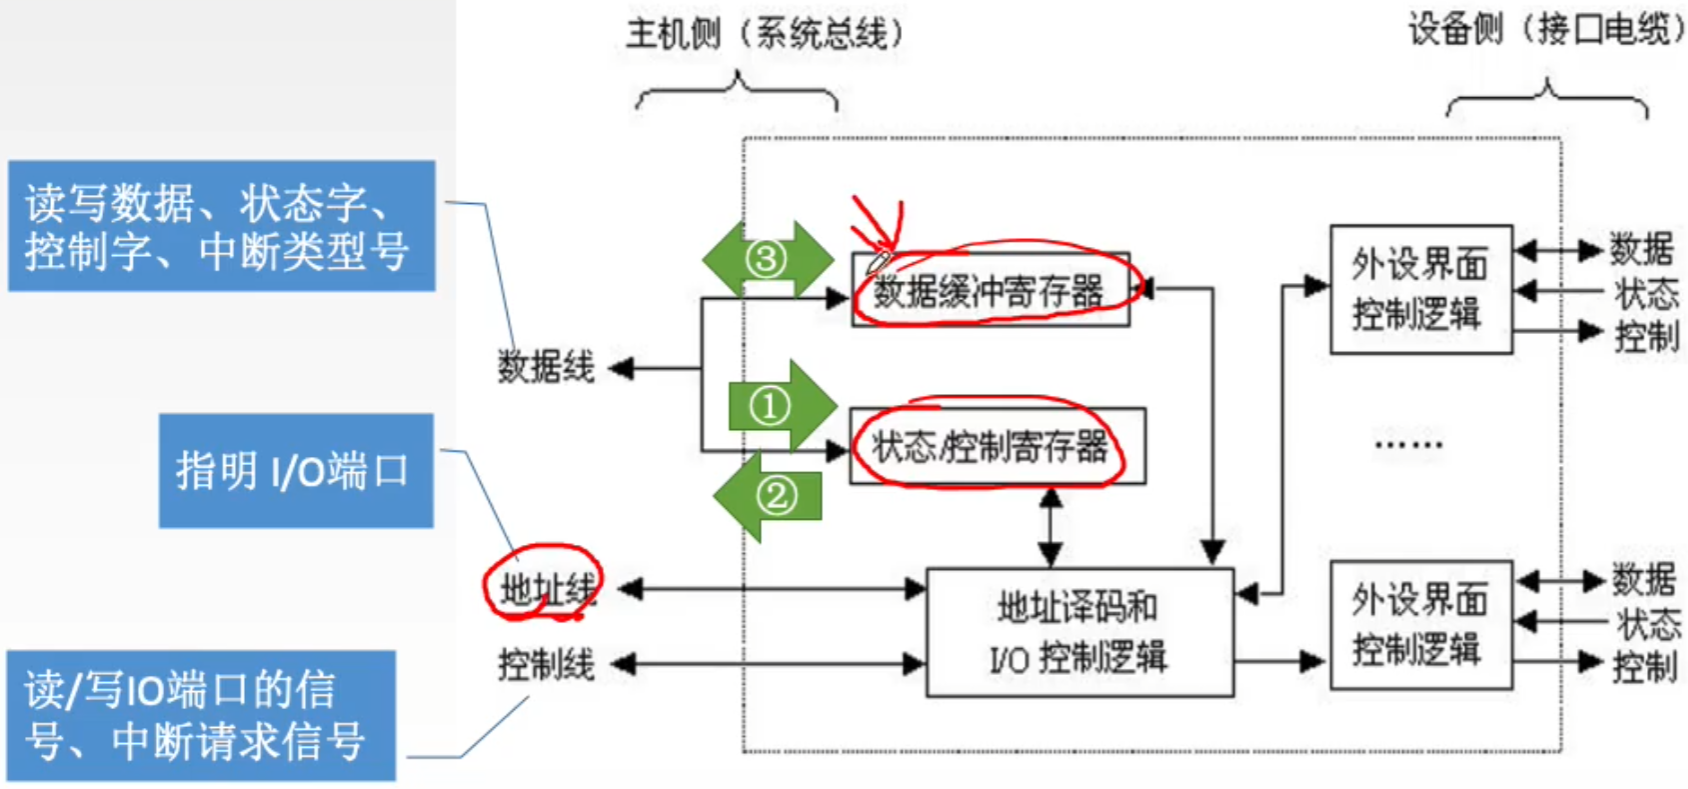 主机侧（系统总线）
设备侧（接口电缆）
读写数据、状态字、
控制字、中断类型号
③
数据缓冲寄存器
外设界面
控制逻辑
数据
状态
控制
数据线
①
指明 I/O端口
状态/控制寄存器
……
②
地址线
地址译码和
I/O 控制逻辑
外设界面
控制逻辑
数据
状态
控制
控制线
读/写IO端口的信
号、中断请求信号